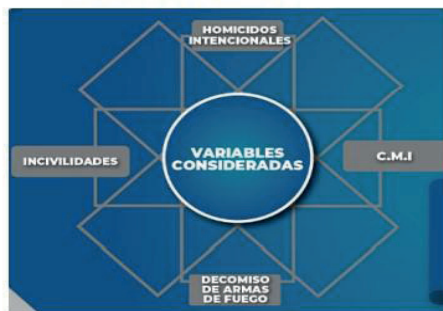 HOMICIDOS
INTENCIONALES
INCIVILIDADES
VARIABLES
CONSIDERADAS
C.M.I
DECOMISO
DE ARMAS
DE FUEGO